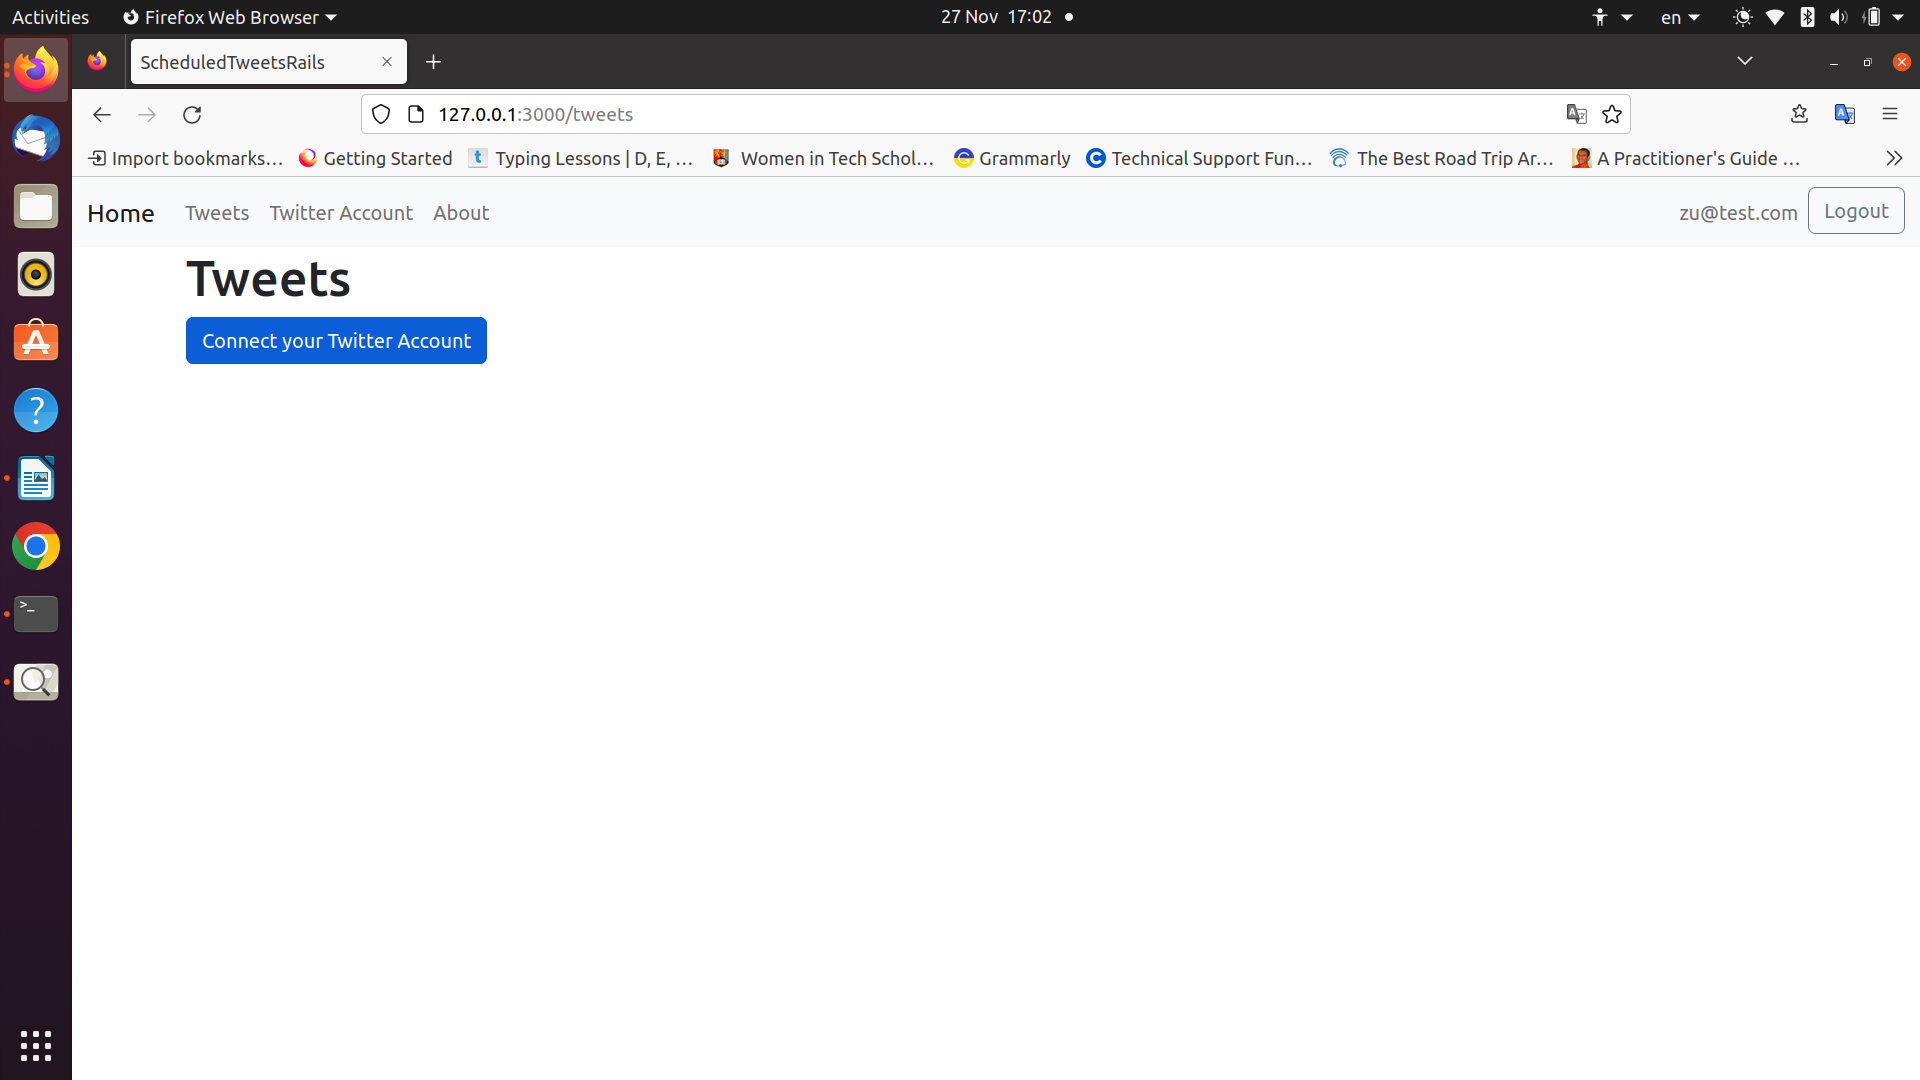 Activities Firefox Web Browser 27 Nov 17:02 en
ScheduledTweetsRails
127.0.0.1:3000/tweets
Import bookmarks... Getting Started Typing Lessons | D, E, ... Women in Tech Schol... Grammarly Technical Support Fun... The Best Road Trip Ar... A Practitioner's Guide ...
Home Tweets Twitter Account About zu@test.com Logout
Tweets
Connect your Twitter Account